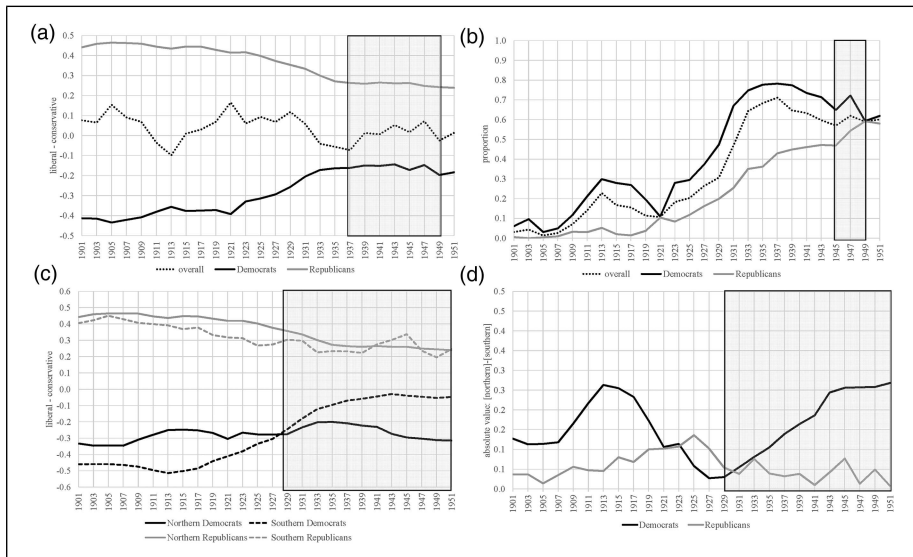 (a)
0.5
0.4
0.3
0.2
0.1
0.0
-0.1
-0.2
-0.3
-0.4
-0.5
liberal - conservative
1901 1903 1905 1907 1909 1911 1913 1915 1917 1919 1921 1923 1925 1927 1929 1931 1933 1935 1937 1939 1941 1943 1945 1947 1949 1951
overall Democrats Republicans
(b)
1.0
0.9
0.8
0.7
0.6
0.5
0.4
0.3
0.2
0.1
0.0
proportion
1901 1903 1905 1907 1909 1911 1913 1915 1917 1919 1921 1923 1925 1927 1929 1931 1933 1935 1937 1939 1941 1943 1945 1947 1949 1951
overall Democrats Republicans
(c)
0.6
0.5
0.4
0.3
0.2
0.1
0.0
-0.1
-0.2
-0.3
-0.4
-0.5
-0.6
liberal - conservative
1901 1903 1905 1907 1909 1911 1913 1915 1917 1919 1921 1923 1925 1927 1929 1931 1933 1935 1937 1939 1941 1943 1945 1947 1949 1951
Northern Democrats Southern Democrats
Northern Republicans Southern Republicans
(d)
0.5
0.5
0.4
0.4
0.3
0.3
0.2
0.2
0.1
0.1
0.0
absolute value: [northern]-[southern]
1901 1903 1905 1907 1909 1911 1913 1915 1917 1919 1921 1923 1925 1927 1929 1931 1933 1935 1937 1939 1941 1943 1945 1947 1949 1951
Democrats Republicans